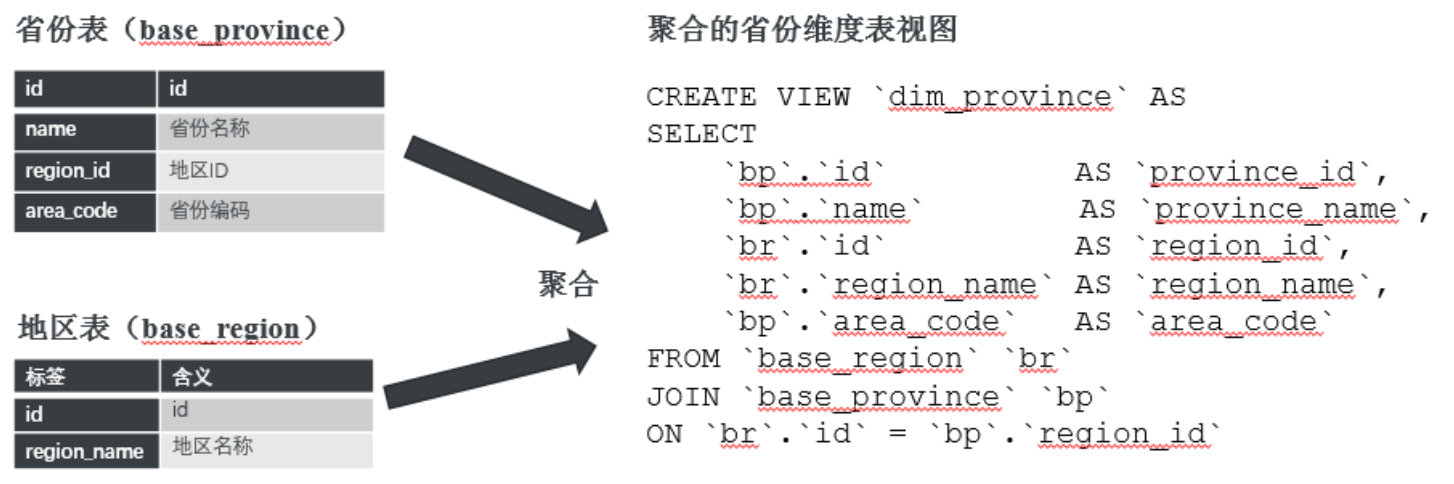 省份表（base_province）
id id
name 省份名称
region_id 地区ID
area_code 省份编码
地区表（base_region）
标签 含义
id id
region_name 地区名称
聚合
聚合的省份维度表视图
CREATE VIEW `dim_province` AS
SELECT
`bp`.`id` AS `province_id`,
`bp`.`name` AS `province_name`,
`br`.`id` AS `region_id`,
`br`.`region_name` AS `region_name`,
`bp`.`area_code` AS `area_code`
FROM `base_region` `br`
JOIN `base_province` `bp`
ON `br`.`id` = `bp`.`region_id`